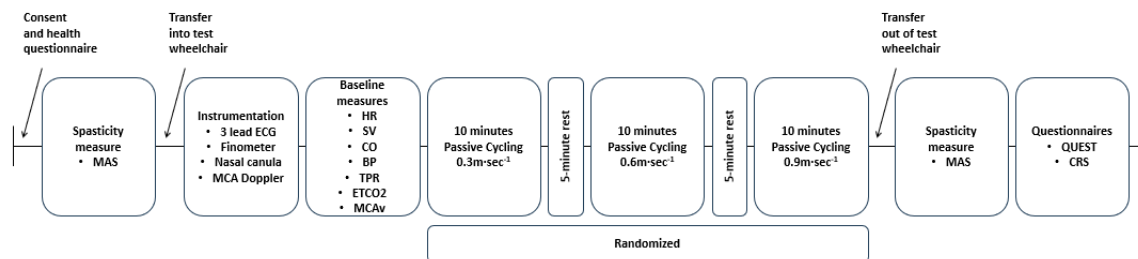 Consent
and health
questionnaire
Transfer
into test
wheelchair
Transfer
out of test
wheelchair
Spasticity
measure
• MAS
Instrumentation
• 3 lead ECG
• Finometer
• Nasal canula
• MCA Doppler
Baseline
measures
• HR
• SV
• CO
• BP
• TPR
• ETCO2
• MCAv
10 minutes
Passive Cycling
0.3m·sec⁻¹
5-minute rest
10 minutes
Passive Cycling
0.6m·sec⁻¹
5-minute rest
10 minutes
Passive Cycling
0.9m·sec⁻¹
Spasticity
measure
• MAS
Questionnaires
• QUEST
• CRS
Randomized